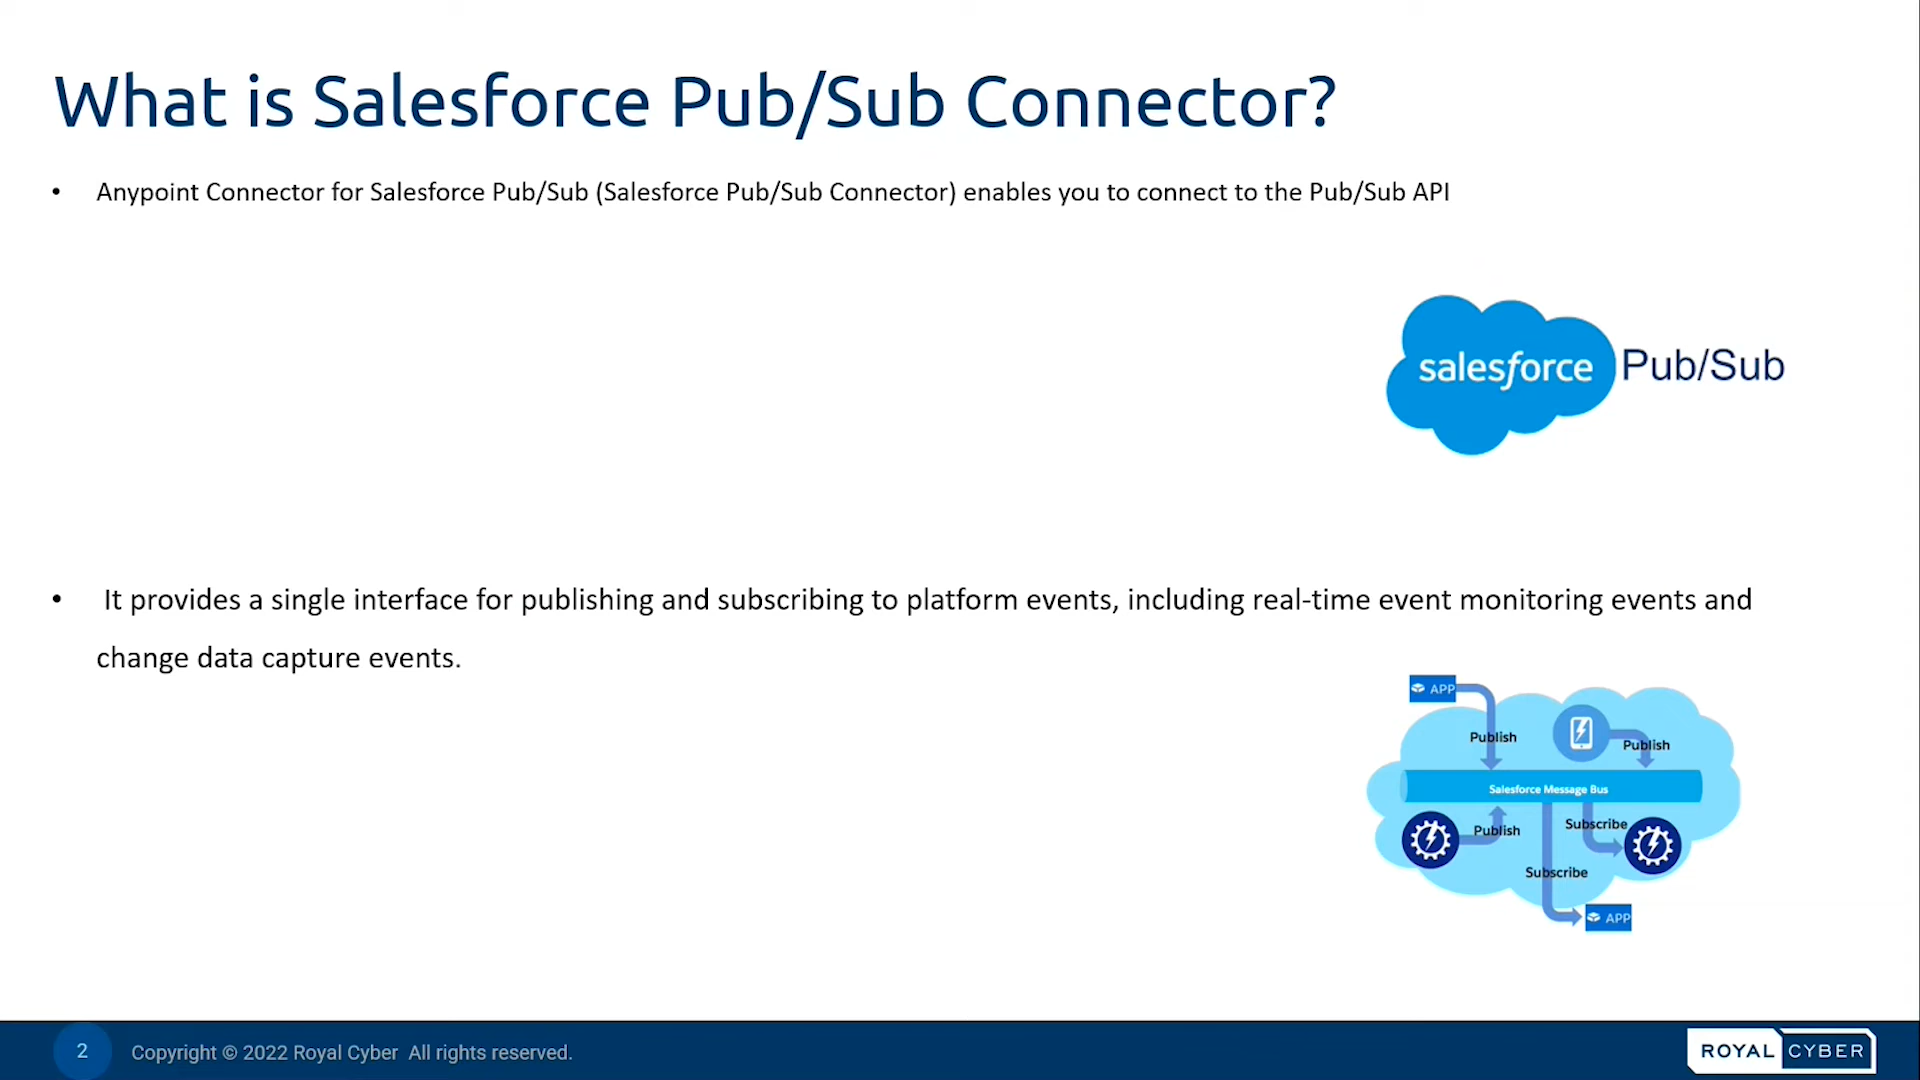 What is Salesforce Pub/Sub Connector?
• Anypoint Connector for Salesforce Pub/Sub (Salesforce Pub/Sub Connector) enables you to connect to the Pub/Sub API
salesforce Pub/Sub
• It provides a single interface for publishing and subscribing to platform events, including real-time event monitoring events and
change data capture events.
APP
Publish
Publish
Salesforce Message Bus
Publish
Subscribe
Subscribe
APP
2
Copyright © 2022 Royal Cyber All rights reserved.
ROYAL CYBER